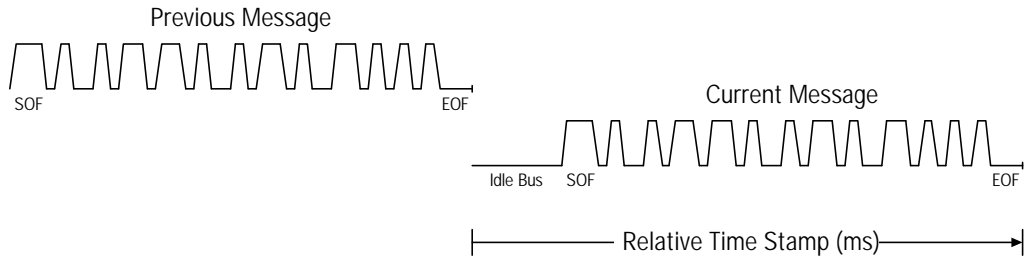 Previous Message
SOF
EOF
Current Message
Idle Bus
SOF
EOF
Relative Time Stamp (ms)